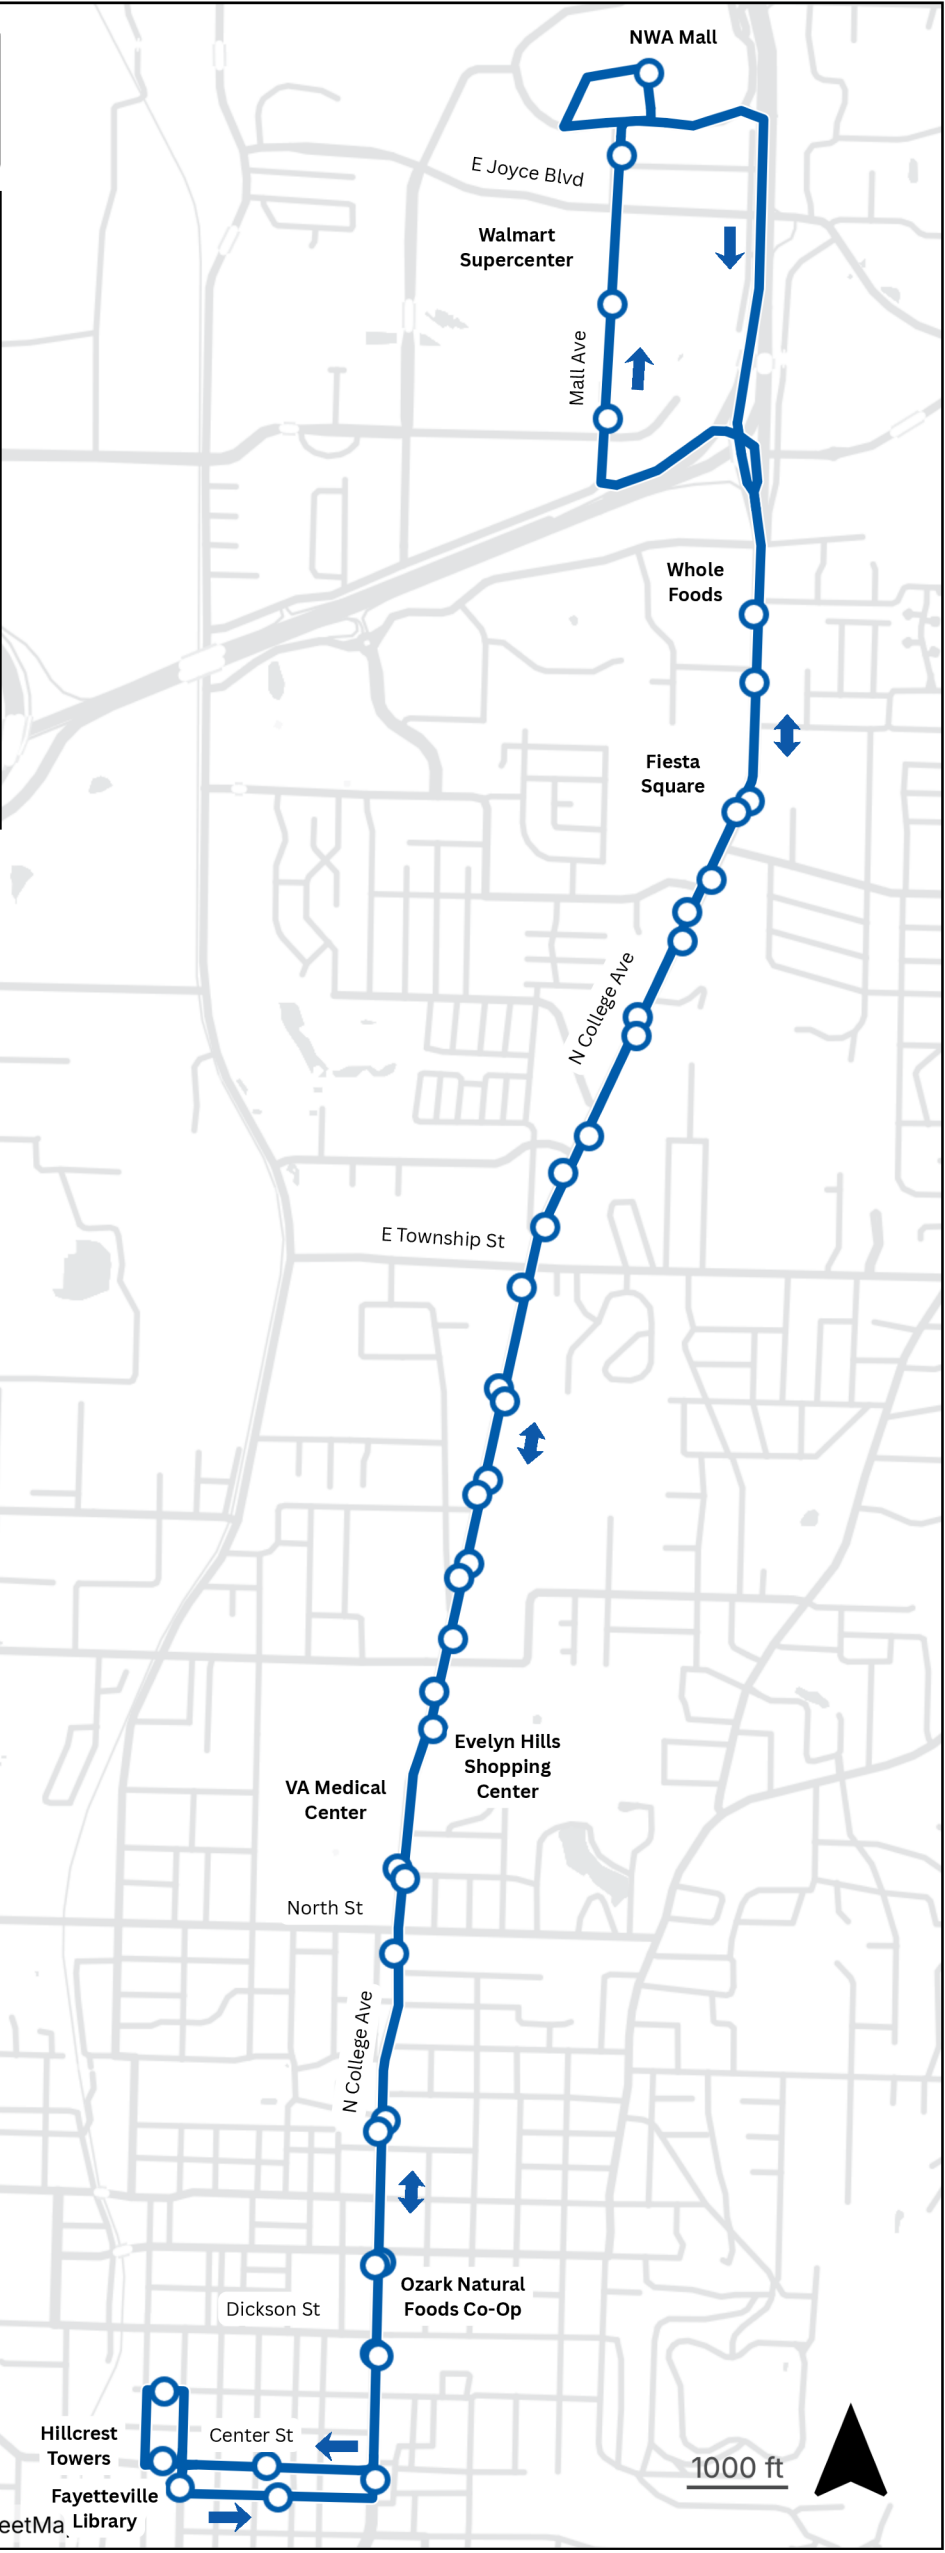 NWA Mall
E Joyce Blvd
Walmart
Supercenter
Mall Ave
Whole
Foods
Fiesta
Square
N College Ave
E Township St
Evelyn Hills
Shopping
Center
VA Medical
Center
North St
N College Ave
Ozark Natural
Foods Co-Op
Dickson St
Center St
Hillcrest
Towers
1000 ft
Fayetteville
Library
eetMa